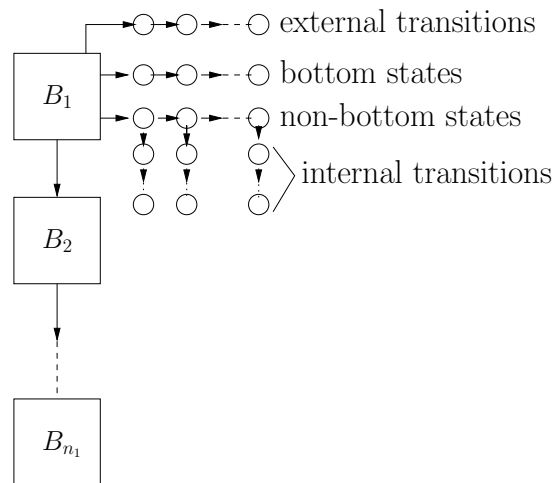 external transitions
B₁
bottom states
non-bottom states
internal transitions
B₂
Bₙ₁